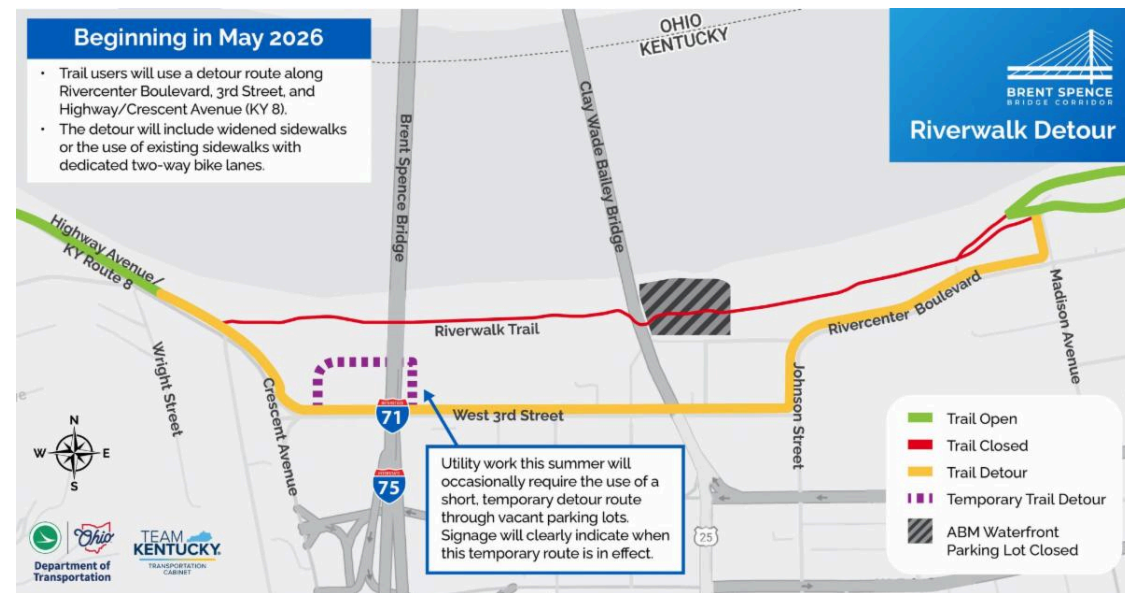 Beginning in May 2026
• Trail users will use a detour route along
Rivercenter Boulevard, 3rd Street, and
Highway/Crescent Avenue (KY 8).
• The detour will include widened sidewalks
or the use of existing sidewalks with
dedicated two-way bike lanes.
OHIO
KENTUCKY
BRENT SPENCE
BRIDGE CORRIDOR
Riverwalk Detour
Brent Spence Bridge
Clay Wade Bailey Bridge
Highway Avenue/
KY Route 8
Riverwalk Trail
Rivercenter Boulevard
Madison Avenue
Wright Street
Crescent Avenue
West 3rd Street
Johnson Street
INTERSTATE
71
INTERSTATE
75
25
Utility work this summer will
occasionally require the use of a
short, temporary detour route
through vacant parking lots.
Signage will clearly indicate when
this temporary route is in effect.
Trail Open
Trail Closed
Trail Detour
Temporary Trail Detour
ABM Waterfront
Parking Lot Closed
N
W E
S
Ohio
Department of
Transportation
TEAM
KENTUCKY
TRANSPORTATION
CABINET